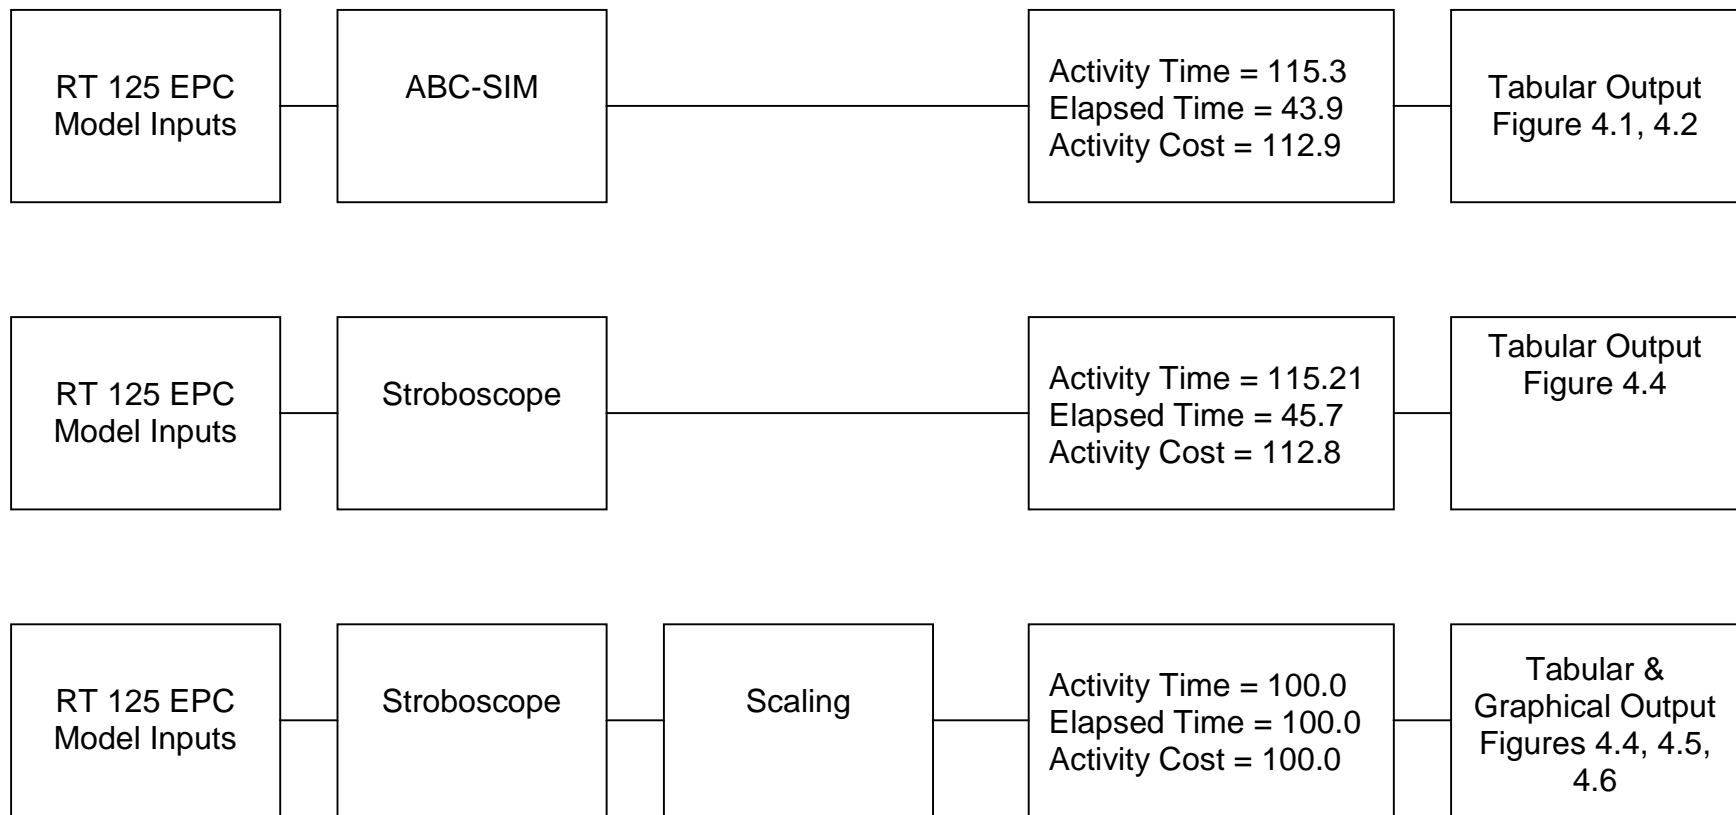 RT 125 EPC
Model Inputs
ABC-SIM
Activity Time = 115.3
Elapsed Time = 43.9
Activity Cost = 112.9
Tabular Output
Figure 4.1, 4.2
RT 125 EPC
Model Inputs
Stroboscope
Activity Time = 115.21
Elapsed Time = 45.7
Activity Cost = 112.8
Tabular Output
Figure 4.4
RT 125 EPC
Model Inputs
Stroboscope
Scaling
Activity Time = 100.0
Elapsed Time = 100.0
Activity Cost = 100.0
Tabular &
Graphical Output
Figures 4.4, 4.5,
4.6